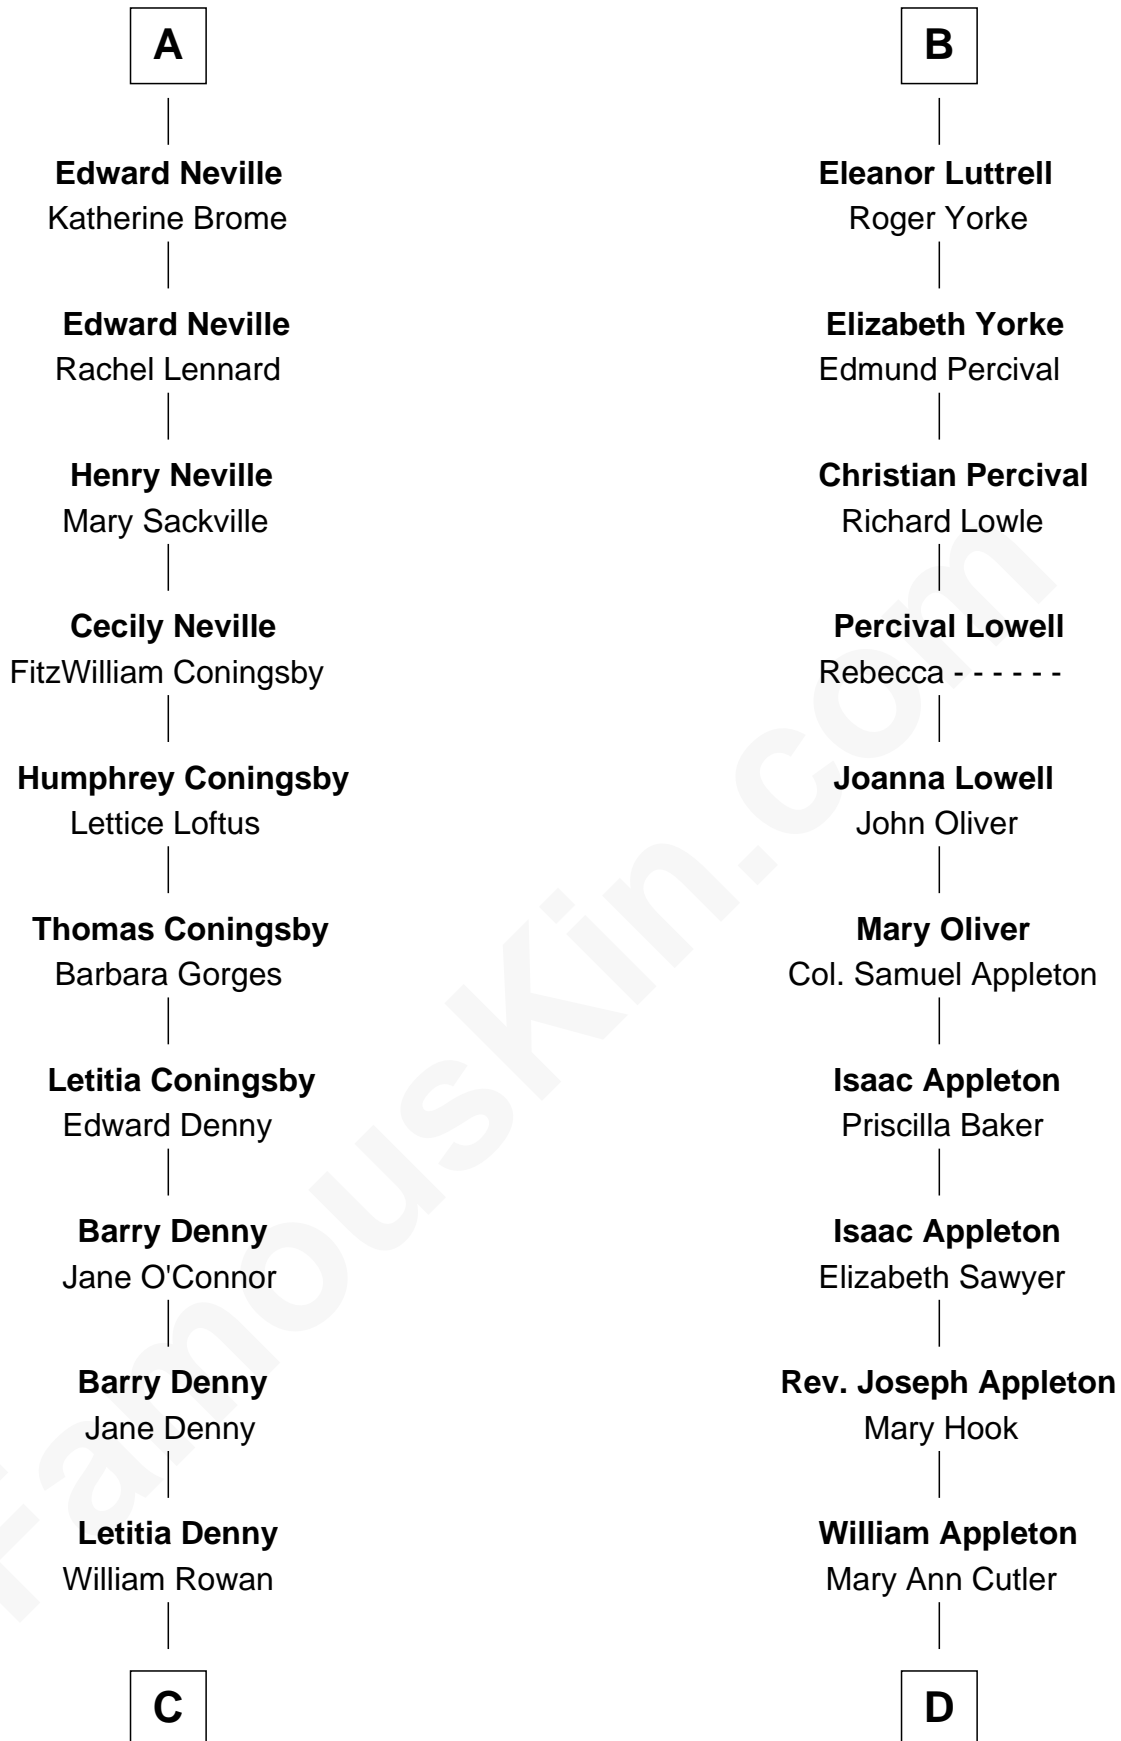 A
Edward Neville
Katherine Brome
Edward Neville
Rachel Lennard
Henry Neville
Mary Sackville
Cecily Neville
FitzWilliam Coningsby
Humphrey Coningsby
Lettice Loftus
Thomas Coningsby
Barbara Gorges
Letitia Coningsby
Edward Denny
Barry Denny
Jane O'Connor
Barry Denny
Jane Denny
Letitia Denny
William Rowan
C
B
Eleanor Luttrell
Roger Yorke
Elizabeth Yorke
Edmund Percival
Christian Percival
Richard Lowle
Percival Lowell
Rebecca - - - - - -
Joanna Lowell
John Oliver
Mary Oliver
Col. Samuel Appleton
Isaac Appleton
Priscilla Baker
Isaac Appleton
Elizabeth Sawyer
Rev. Joseph Appleton
Mary Hook
William Appleton
Mary Ann Cutler
D
FamousKin.com